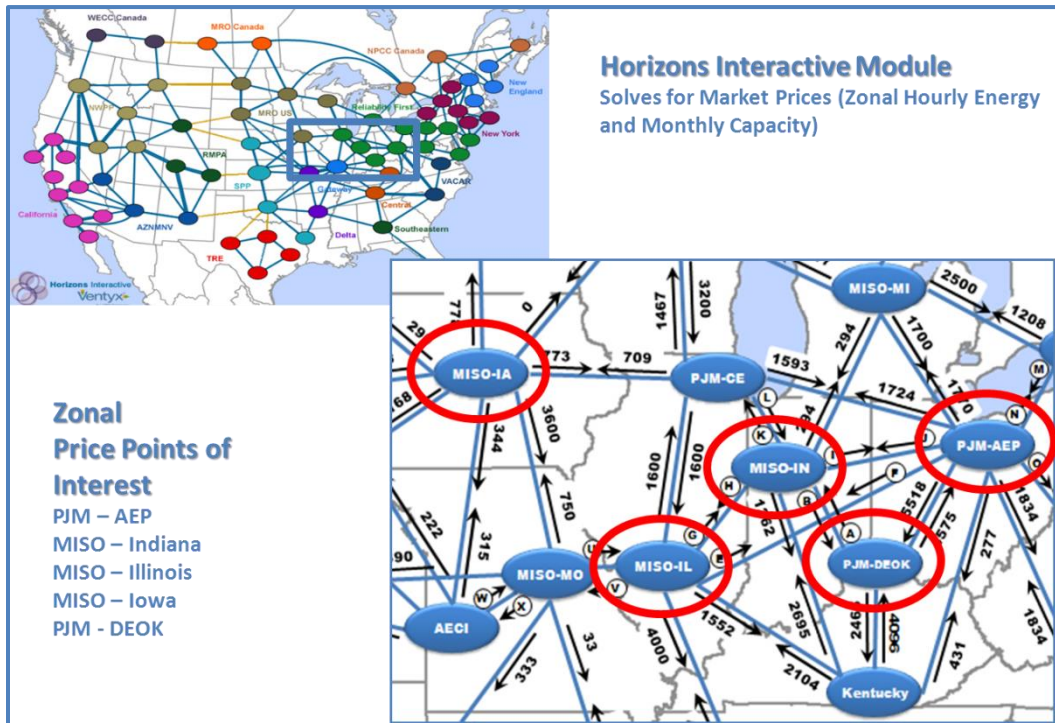 WECC Canada
MRO Canada
NPCC Canada
New
England
NWPP
MRO US
Reliability First
New York
RMPA
SPP
Gateway
VACAR
California
Central
AZNMNV
Delta
Southeastern
TRE
Horizons Interactive
Ventyx
Horizons Interactive Module
Solves for Market Prices (Zonal Hourly Energy
and Monthly Capacity)
Zonal
Price Points of
Interest
PJM – AEP
MISO – Indiana
MISO – Illinois
MISO – Iowa
PJM - DEOK
MISO-MI
2500
1208
0
1467
3200
294
1700
M
MISO-IA
773
709
PJM-CE
1593
1724
1770
N
168
L
294
344
3600
K
MISO-IN
I
J
PJM-AEP
1600
1600
H
F
O
B
5518
1834
222
750
G
A
277
315
U
MISO-IL
E
PJM-DEOK
MISO-MO
V
W
X
AECI
2695
4096
1552
33
4000
333
2104
431
1834
Kentucky